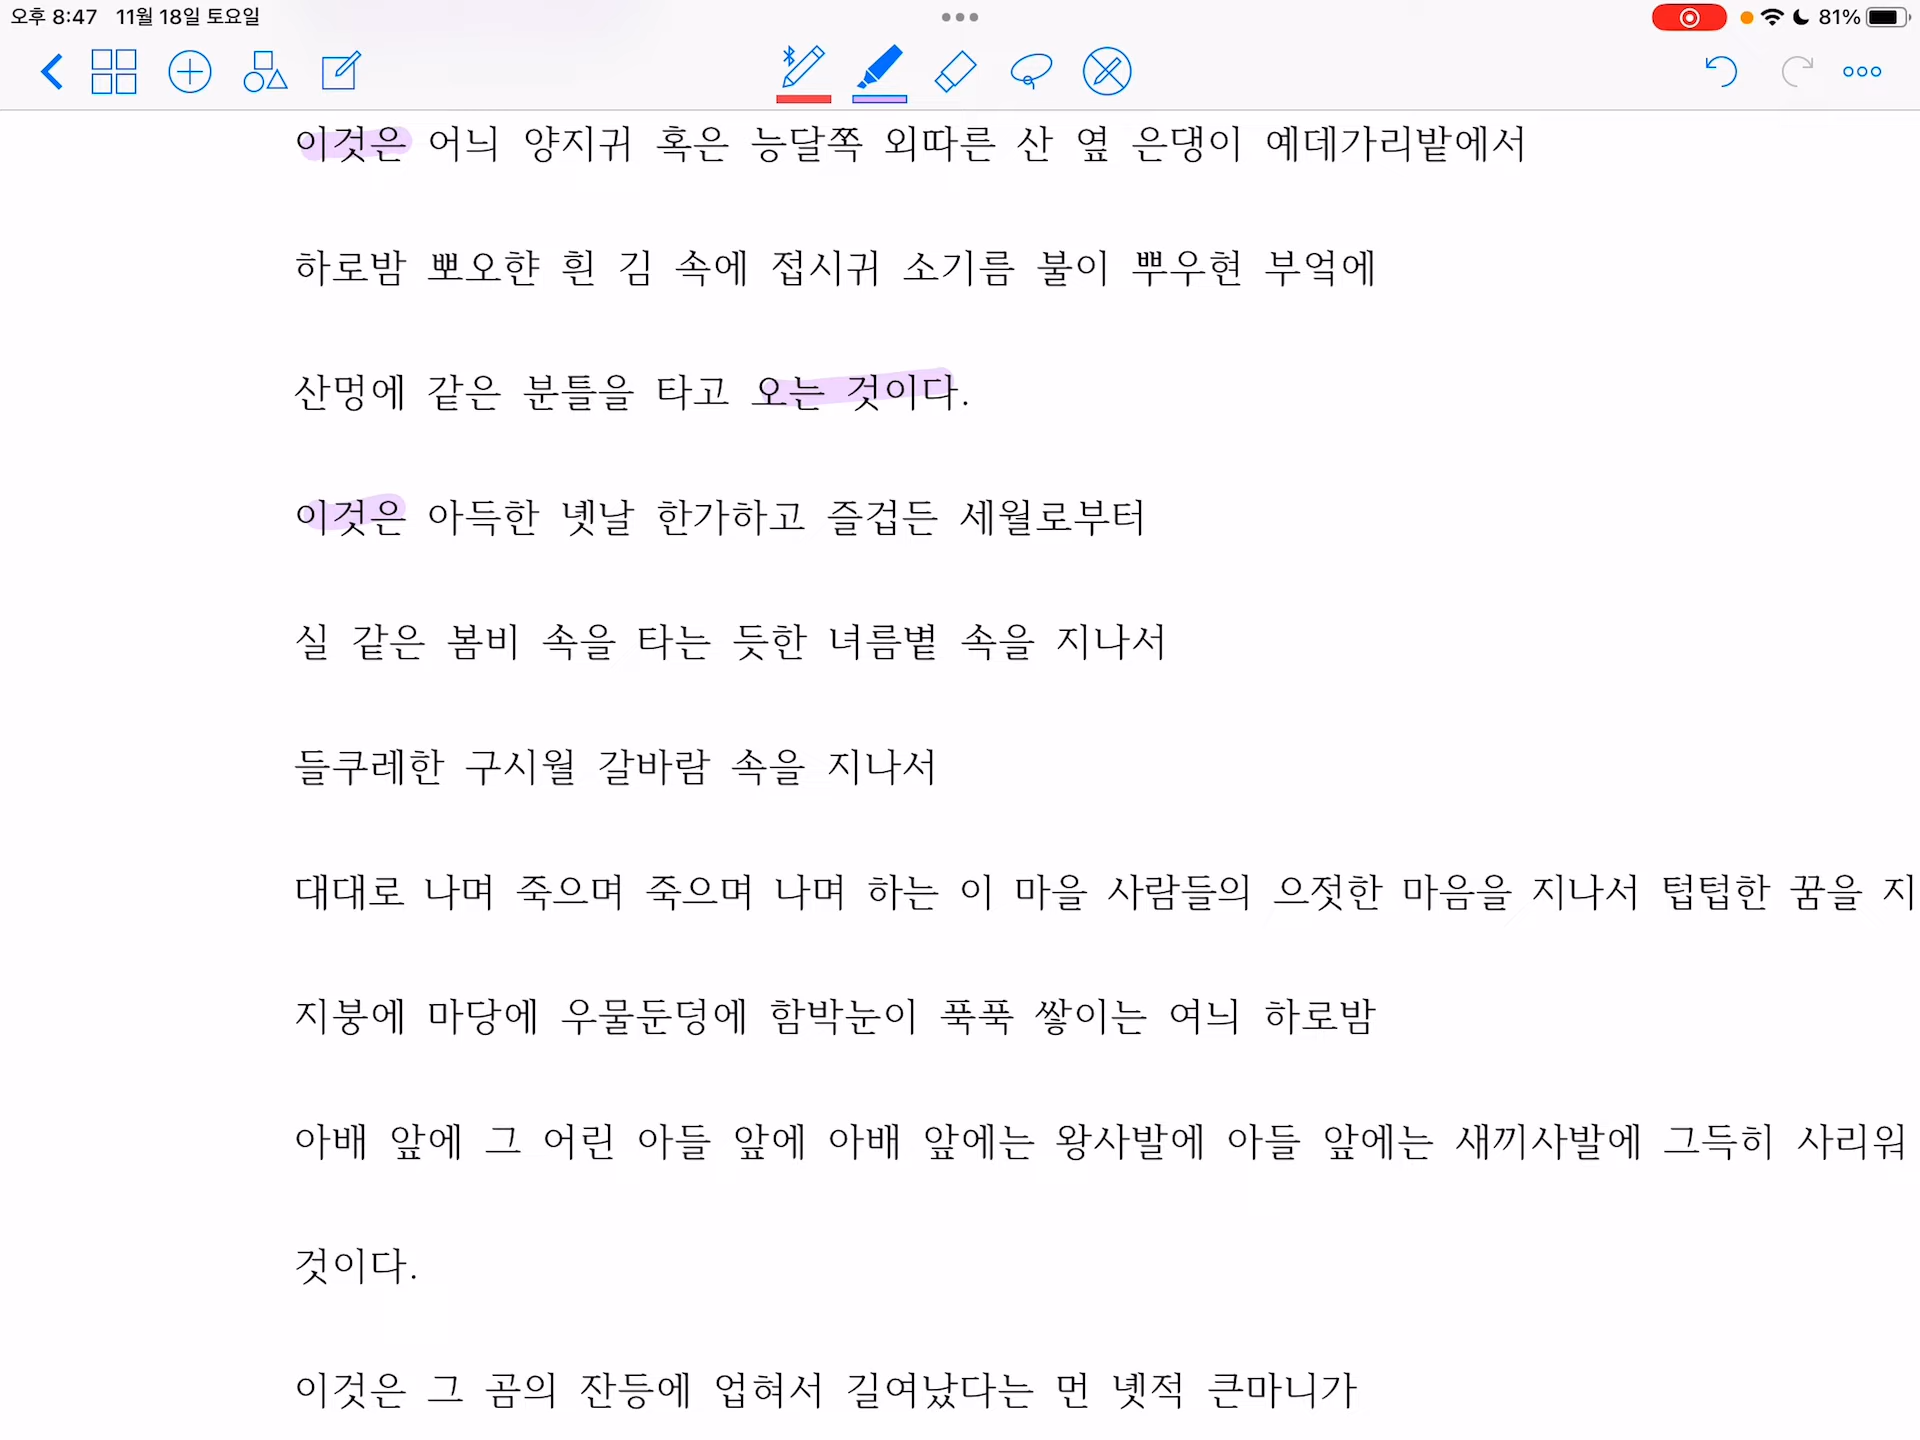 오후 8:47 11월 18일 토요일
81%
이것은 어늬 양지귀 혹은 능달쪽 외따른 산 옆 은댕이 예데가리밭에서
하로밤 뽀오햔 흰 김 속에 접시귀 소기름 불이 뿌우현 부엌에
산멍에 같은 분틀을 타고 오는 것이다.
이것은 아득한 녯날 한가하고 즐겁든 세월로부터
실 같은 봄비 속을 타는 듯한 녀름볕 속을 지나서
들쿠레한 구시월 갈바람 속을 지나서
대대로 나며 죽으며 죽으며 나며 하는 이 마을 사람들의 으젓한 마음을 지나서 텁텁한 꿈을 지
지붕에 마당에 우물둔덩에 함박눈이 푹푹 쌓이는 여늬 하로밤
아배 앞에 그 어린 아들 앞에 아배 앞에는 왕사발에 아들 앞에는 새끼사발에 그득히 사리워
것이다.
이것은 그 곰의 잔등에 업혀서 길여났다는 먼 녯적 큰마니가